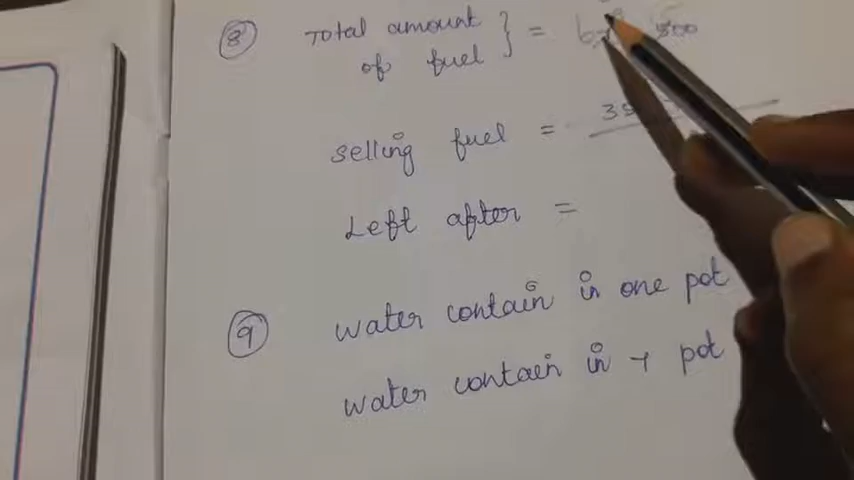 8 Total amount
of fuel } =
selling fuel =
Left after =
9 water contain in one pot
water contain in 7 pot